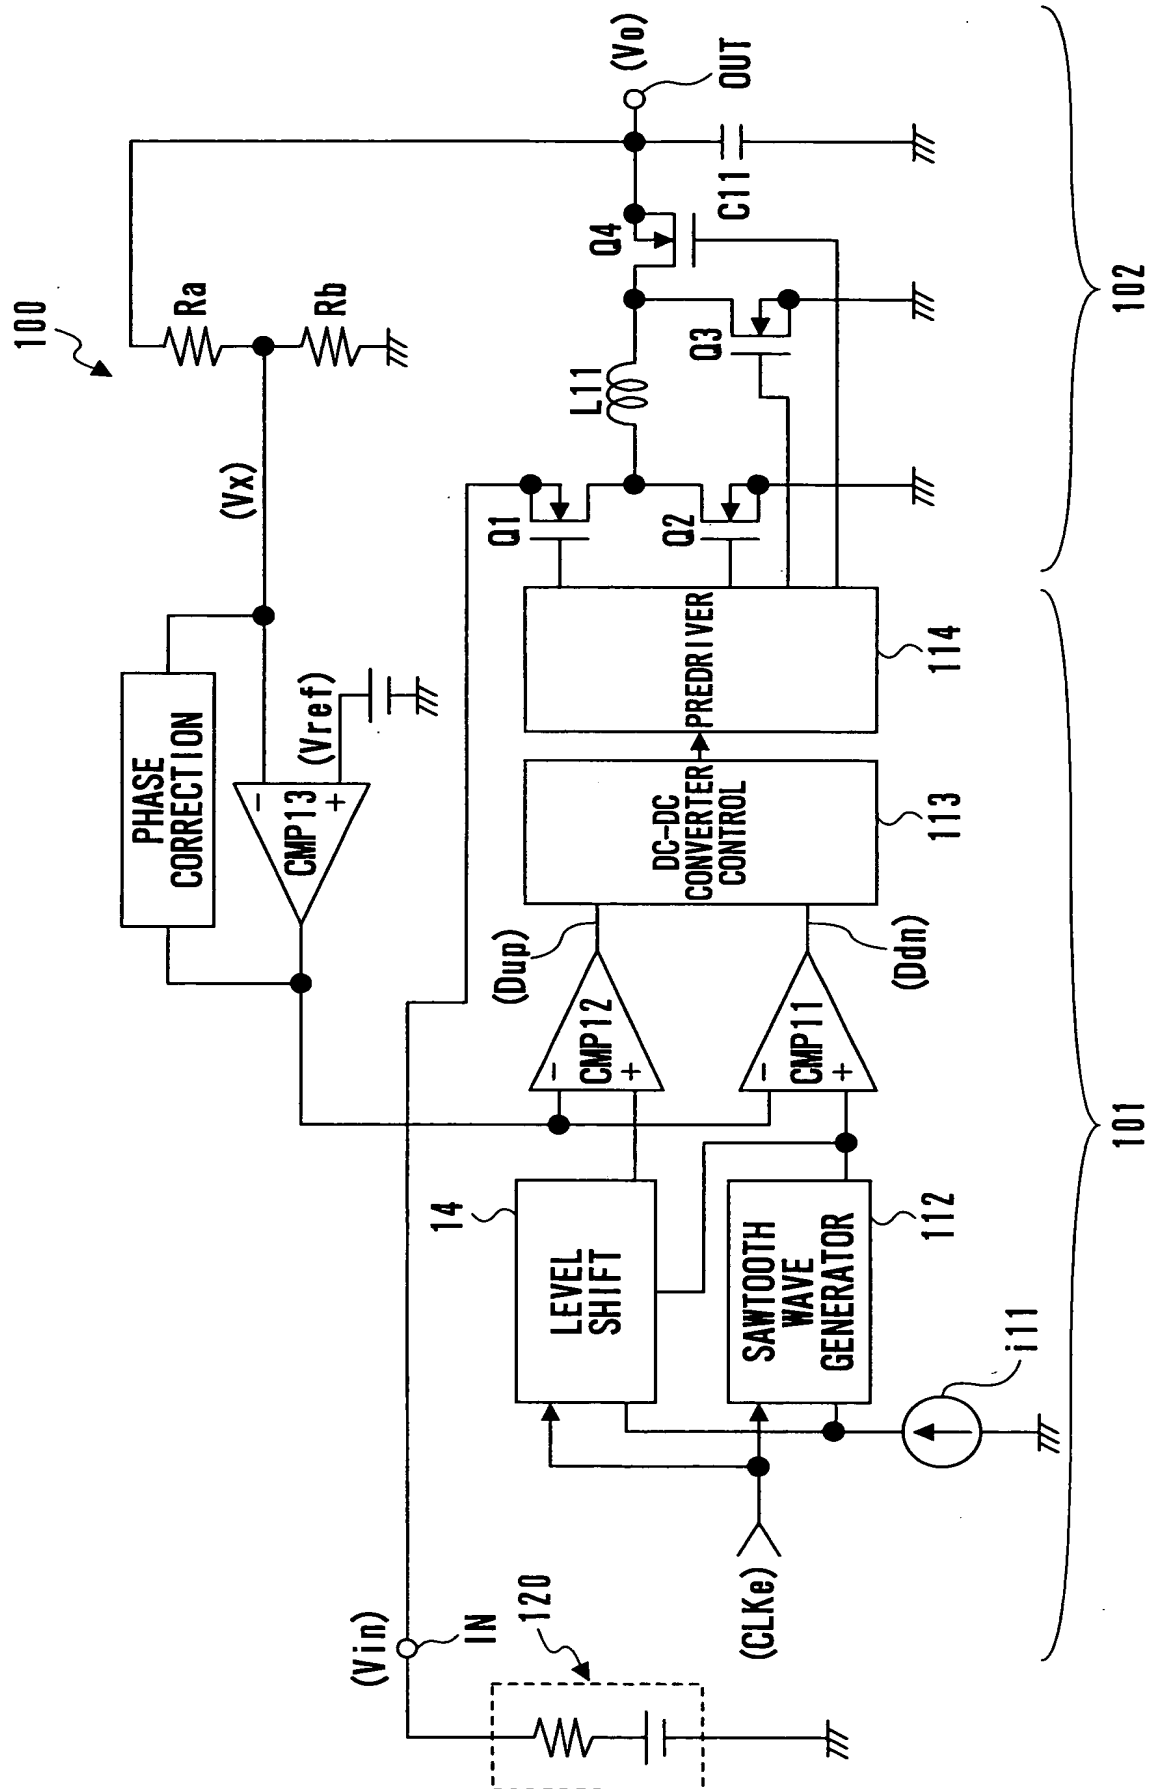 100
Ra
Rb
(Vx)
PHASE
CORRECTION
CMP13
-
+
(Vref)
(Vin)
IN
120
(Vo)
OUT
C11
Q4
Q3
L11
Q1
Q2
PREDRIVER
114
DC-DC
CONVERTER
CONTROL
113
(Dup)
(Ddn)
CMP12
-
+
CMP11
-
+
14
LEVEL
SHIFT
SAWTOOTH
WAVE
GENERATOR
112
i11
(CLKe)
101
102